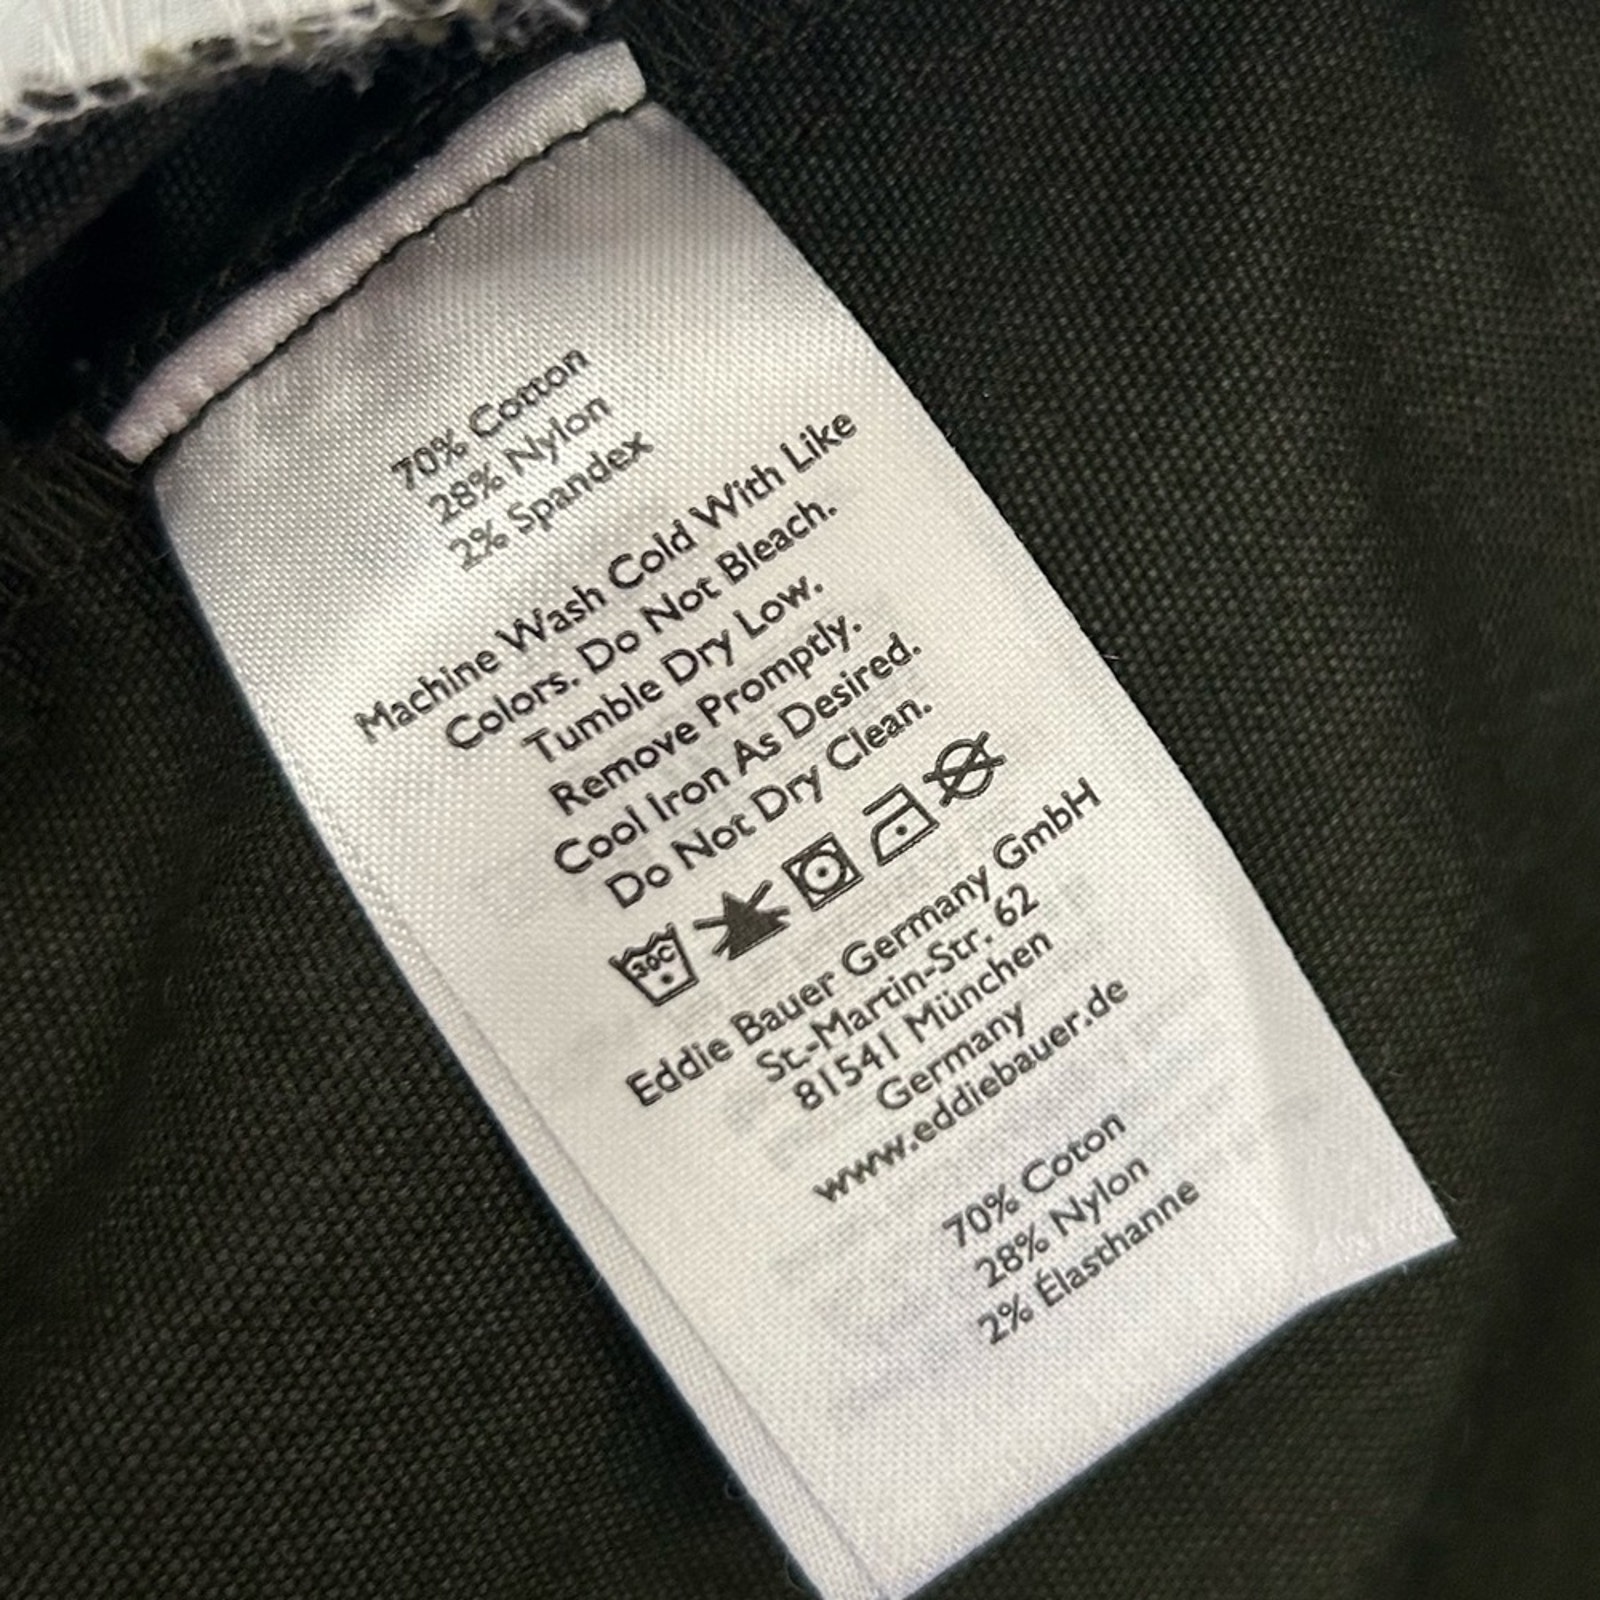 70% Cotton
28% Nylon
2% Spandex
Machine Wash Cold With Like
Colors. Do Not Bleach.
Tumble Dry Low.
Remove Promptly.
Cool Iron As Desired.
Do Not Dry Clean.
30C
Eddie Bauer Germany GmbH
St.-Martin-Str. 62
81541 München
Germany
www.eddiebauer.de
70% Coton
28% Nylon
2% Élasthanne